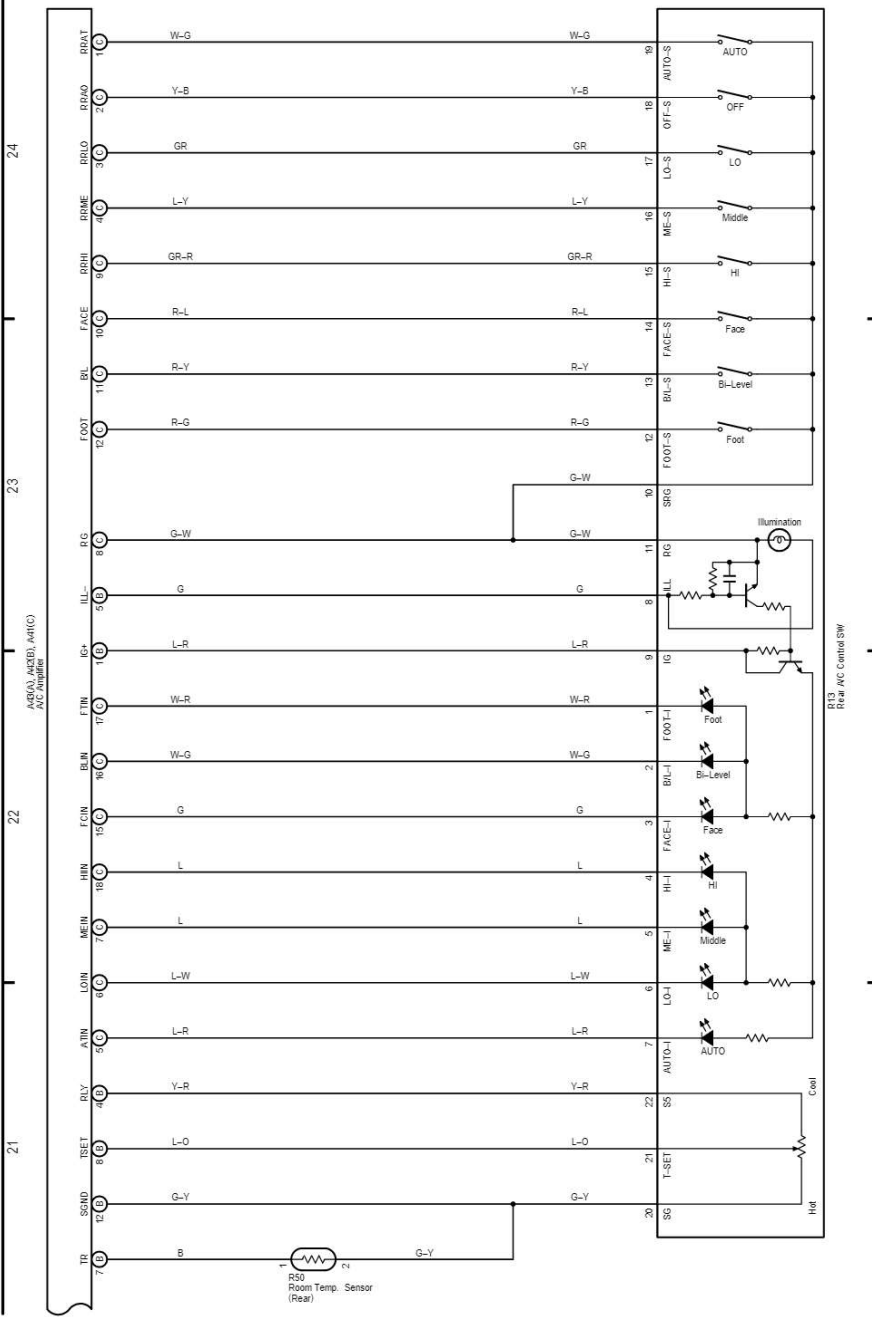 24
23
22
21
A43(A), A42(B), A41(C)
A/C Amplifier
RRAT 1 C W–G W–G 19 AUTO–S AUTO
RRAO 2 C Y–B Y–B 18 OFF–S OFF
RRLO 3 C GR GR 17 LO–S LO
RRME 4 C L–Y L–Y 16 ME–S Middle
RRHI 9 C GR–R GR–R 15 HI–S HI
FACE 10 C R–L R–L 14 FACE–S Face
B/L 11 C R–Y R–Y 13 B/L–S Bi–Level
FOOT 12 C R–G R–G 12 FOOT–S Foot
G–W 10 SRG
RG 8 C G–W G–W 11 RG Illumination
ILL– 5 B G G 8 ILL
IG+ 1 B L–R L–R 9 IG
FTIN 17 C W–R W–R 1 FOOT–I Foot
BLIN 16 C W–G W–G 2 B/L–I Bi–Level
FCIN 15 C G G 3 FACE–I Face
HIIN 18 C L L 4 HI–I HI
MEIN 7 C L L 5 ME–I Middle
LOIN 6 C L–W L–W 6 LO–I LO
ATIN 5 C L–R L–R 7 AUTO–I AUTO
RLY 4 B Y–R Y–R 22 S5 Cool
TSET 8 B L–O L–O 21 T–SET
SGND 12 B G–Y G–Y 20 SG Hot
TR 7 B B 1 2 G–Y
R50
Room Temp. Sensor
(Rear)
R13
Rear A/C Control SW